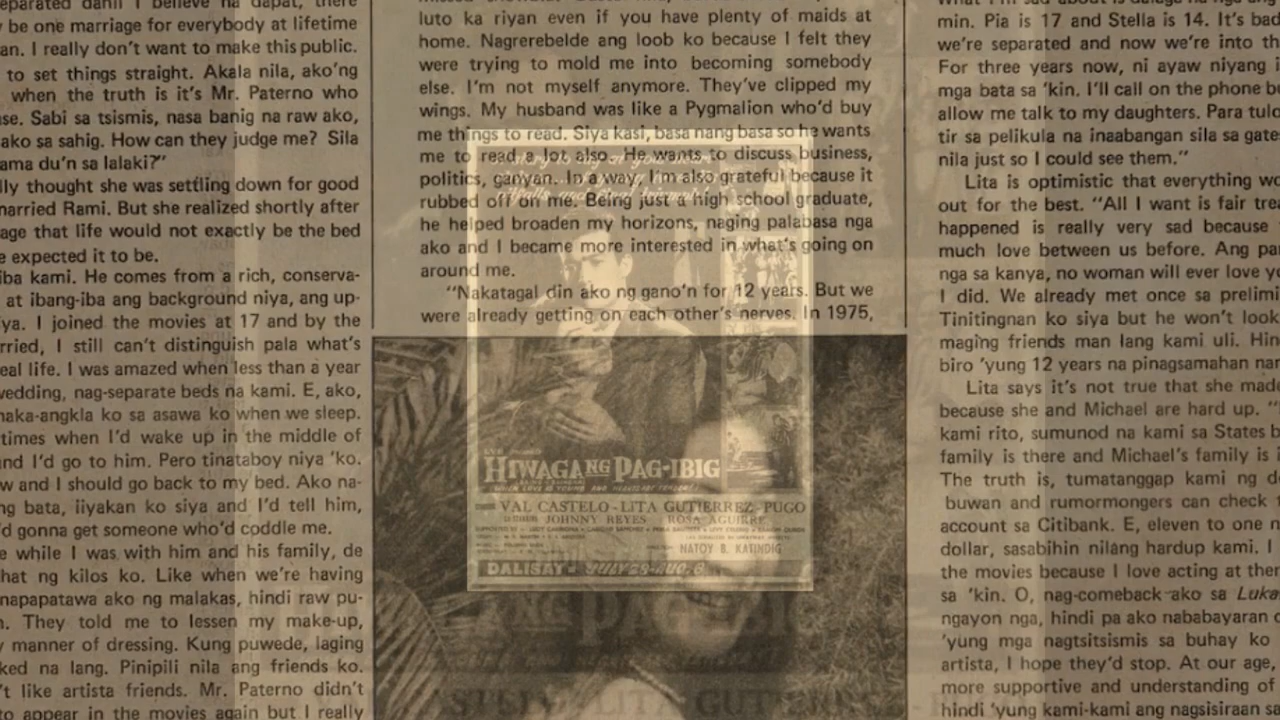 separated dahil I believe na dapat, there
be one marriage for everybody at lifetime
an. I really don't want to make this public.
to set things straight. Akala nila, ako'ng
when the truth is it's Mr. Paterno who
se. Sabi sa tsismis, nasa banig na raw ako,
ako sa sahig. How can they judge me? Sila
ama du'n sa lalaki?"
lly thought she was settling down for good
married Rami. But she realized shortly after
age that life would not exactly be the bed
e expected it to be.
iba kami. He comes from a rich, conserva-
at ibang-iba ang background niya, ang up-
ya. I joined the movies at 17 and by the
rried, I still can't distinguish pala what's
eal life. I was amazed when less than a year
wedding, nag-separate beds na kami. E, ako,
naka-angkla ko sa asawa ko when we sleep.
times when I'd wake up in the middle of
and I'd go to him. Pero tinataboy niya 'ko.
w and I should go back to my bed. Ako na-
ng bata, iiyakan ko siya and I'd tell him,
'd gonna get someone who'd coddle me.
e while I was with him and his family, de
hat ng kilos ko. Like when we're having
napapatawa ako ng malakas, hindi raw pu-
n. They told me to lessen my make-up,
y manner of dressing. Kung puwede, laging
ked na lang. Pinipili nila ang friends ko.
't like artista friends. Mr. Paterno didn't
to appear in the movies again but I really
luto ka riyan even if you have plenty of maids at
home. Nagrerebelde ang loob ko because I felt they
were trying to mold me into becoming somebody
else. I'm not myself anymore. They've clipped my
wings. My husband was like a Pygmalion who'd buy
me things to read. Siya kasi, basa nang basa so he wants
me to read a lot also. He wants to discuss business,
politics, ganyan. In a way, I'm also grateful because it
rubbed off on me. Being just a high school graduate,
he helped broaden my horizons, naging palabasa nga
ako and I became more interested in what's going on
around me.
"Nakatagal din ako ng gano'n for 12 years. But we
were already getting on each other's nerves. In 1975,
HIWAGA NG PAG-IBIG
VAL CASTELO - LITA GUTIERREZ - PUGO
JOHNNY REYES - ROSA AGUIRRE
NATOY B. KATINDIG
DALISAY - JULY 29-AUG. 8
min. Pia is 17 and Stella is 14. It's bad
we're separated and now we're into th
For three years now, ni ayaw niyang i
mga bata sa 'kin. I'll call on the phone bu
allow me talk to my daughters. Para tulo
tir sa pelikula na inaabangan sila sa gate
nila just so I could see them."
Lita is optimistic that everything wo
out for the best. "All I want is fair trea
happened is really very sad because
much love between us before. Ang pa
nga sa kanya, no woman will ever love yo
I did. We already met once sa prelimi
Tinitingnan ko siya but he won't look
maging friends man lang kami uli. Hin
biro 'yung 12 years na pinagsamahan nam
Lita says it's not true that she made
because she and Michael are hard up. "
kami rito, sumunod na kami sa States b
family is there and Michael's family is i
The truth is, tumatanggap kami ng d
buwan and rumormongers can check
account sa Citibank. E, eleven to one n
dollar, sasabihin nilang hardup kami. I
the movies because I love acting at ther
sa 'kin. O, nag-comeback ako sa Luka
ngayon nga, hindi pa ako nababayaran o
'yung mga nagtsitsismis sa buhay ko
artista, I hope they'd stop. At our age,
more supportive and understanding of
hindi 'yung kami-kami ang nagsisiraan sa